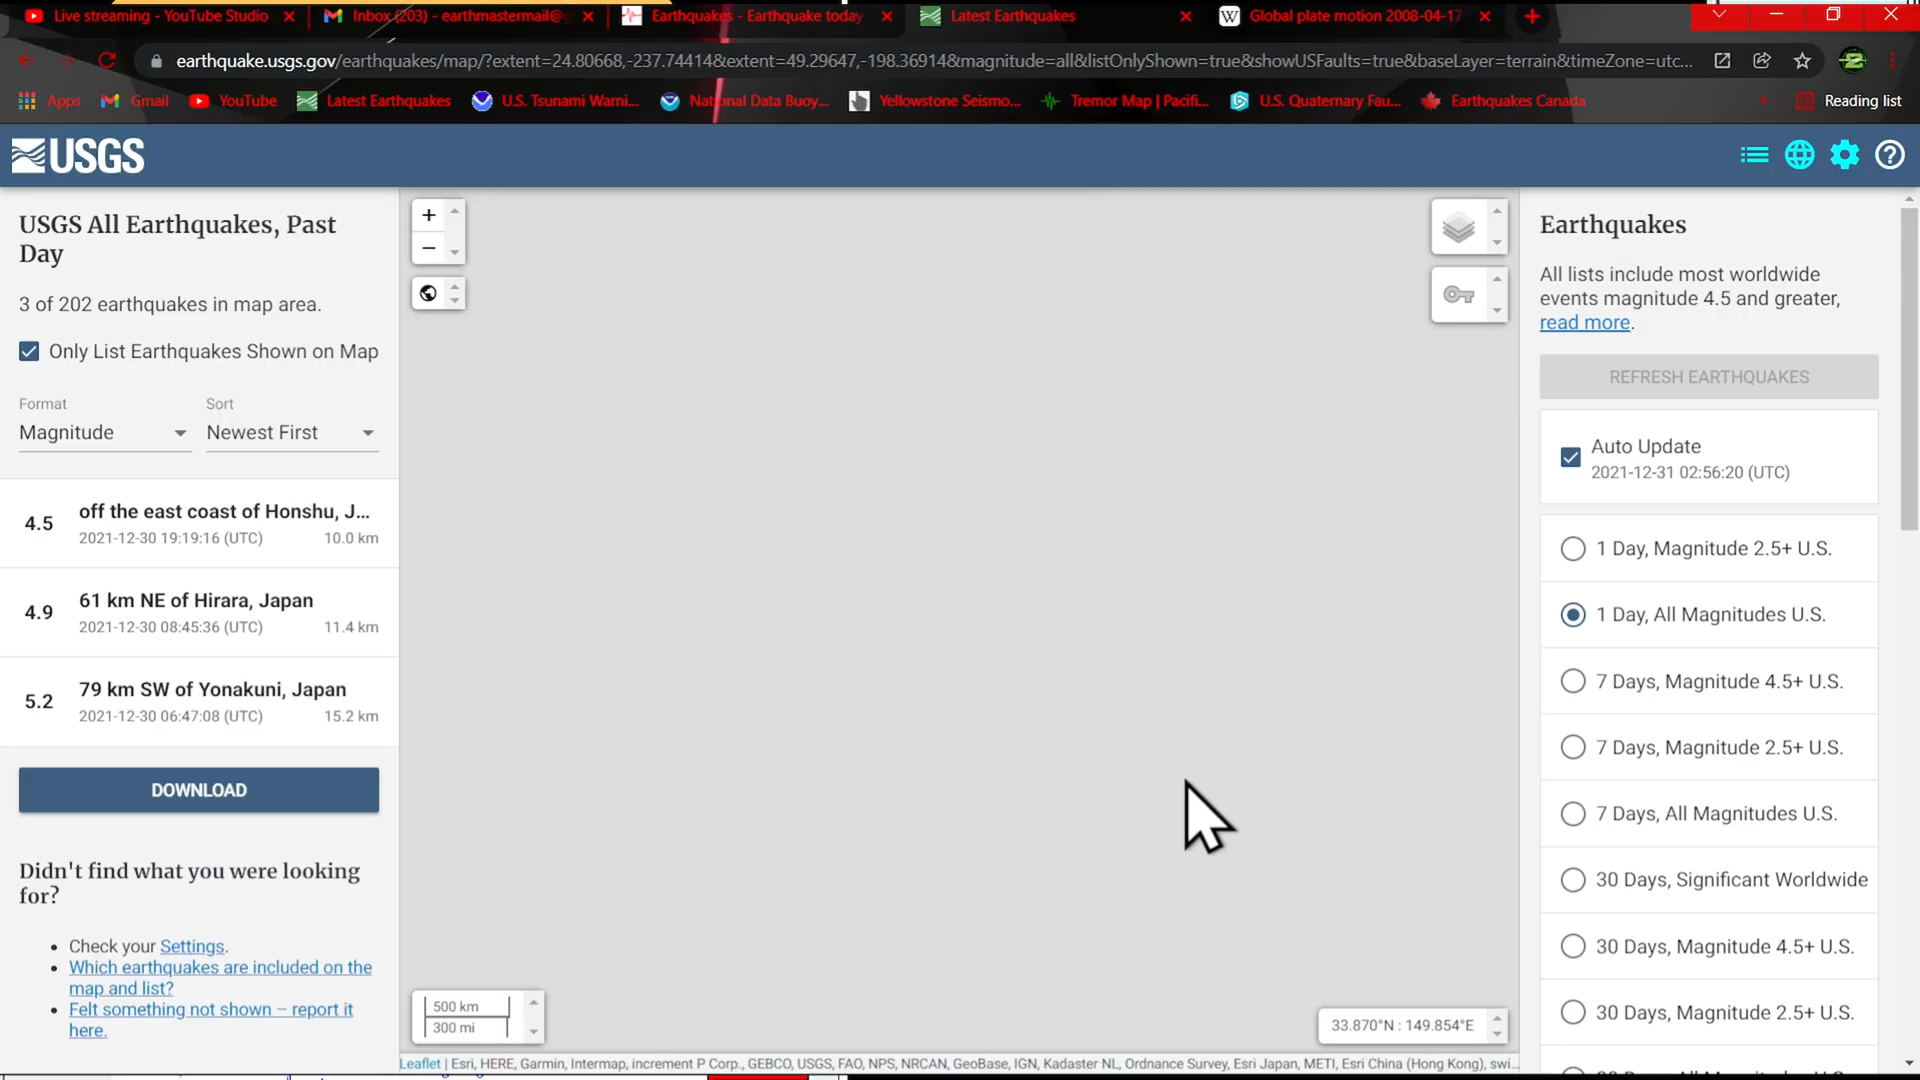 Live streaming - YouTube Studio
Inbox (203) - earthmastermail@g
Earthquakes - Earthquake today
Latest Earthquakes
Global plate motion 2008-04-17
earthquake.usgs.gov/earthquakes/map/?extent=24.80668,-237.74414&extent=49.29647,-198.36914&magnitude=all&listOnlyShown=true&showUSFaults=true&baseLayer=terrain&timeZone=utc...
Apps
Gmail
YouTube
Latest Earthquakes
U.S. Tsunami Warni...
National Data Buoy...
Yellowstone Seismo...
Tremor Map | Pacifi...
U.S. Quaternary Fau...
Earthquakes Canada
Reading list
USGS
USGS All Earthquakes, Past
Day
3 of 202 earthquakes in map area.
Only List Earthquakes Shown on Map
Format
Sort
Magnitude
Newest First
4.5
off the east coast of Honshu, J...
2021-12-30 19:19:16 (UTC)
10.0 km
4.9
61 km NE of Hirara, Japan
2021-12-30 08:45:36 (UTC)
11.4 km
5.2
79 km SW of Yonakuni, Japan
2021-12-30 06:47:08 (UTC)
15.2 km
DOWNLOAD
Didn't find what you were looking
for?
Check your Settings.
Which earthquakes are included on the
map and list?
Felt something not shown – report it
here.
+
−
500 km
300 mi
33.870°N : 149.854°E
Leaflet | Esri, HERE, Garmin, Intermap, increment P Corp., GEBCO, USGS, FAO, NPS, NRCAN, GeoBase, IGN, Kadaster NL, Ordnance Survey, Esri Japan, METI, Esri China (Hong Kong), swi...
Earthquakes
All lists include most worldwide
events magnitude 4.5 and greater,
read more.
REFRESH EARTHQUAKES
Auto Update
2021-12-31 02:56:20 (UTC)
1 Day, Magnitude 2.5+ U.S.
1 Day, All Magnitudes U.S.
7 Days, Magnitude 4.5+ U.S.
7 Days, Magnitude 2.5+ U.S.
7 Days, All Magnitudes U.S.
30 Days, Significant Worldwide
30 Days, Magnitude 4.5+ U.S.
30 Days, Magnitude 2.5+ U.S.